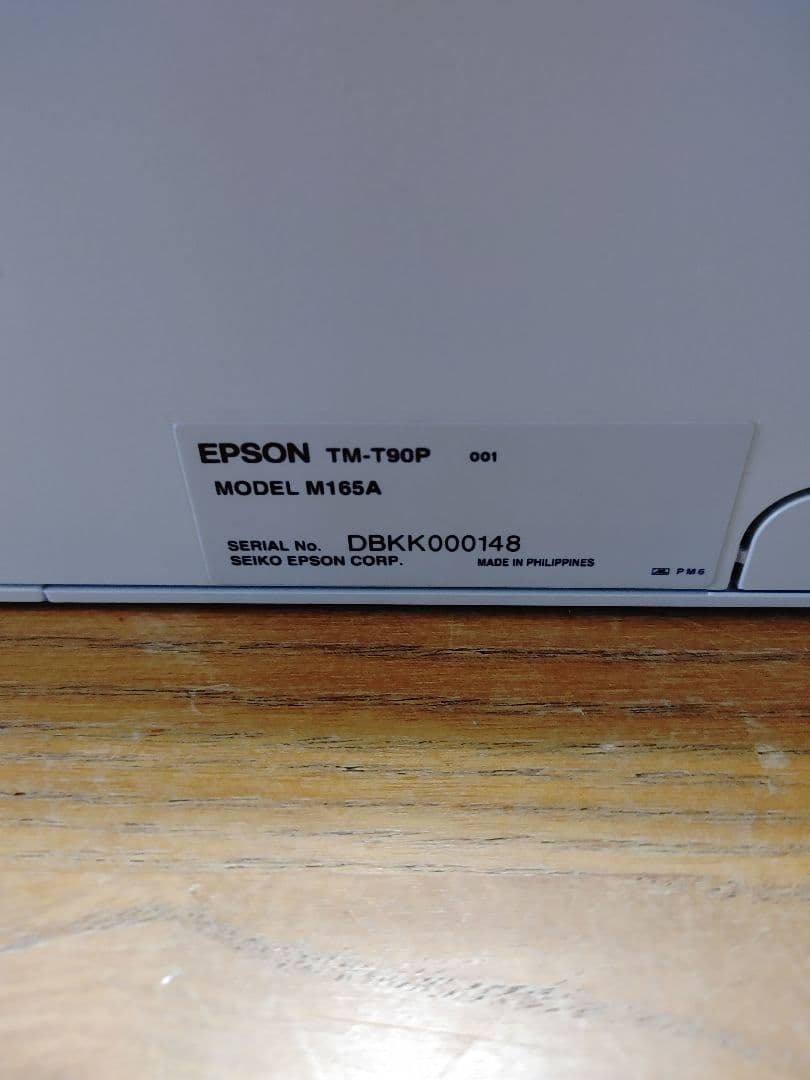 EPSON TM-T90P 001
MODEL M165A
SERIAL No. DBKK000148
SEIKO EPSON CORP. MADE IN PHILIPPINES
PM6